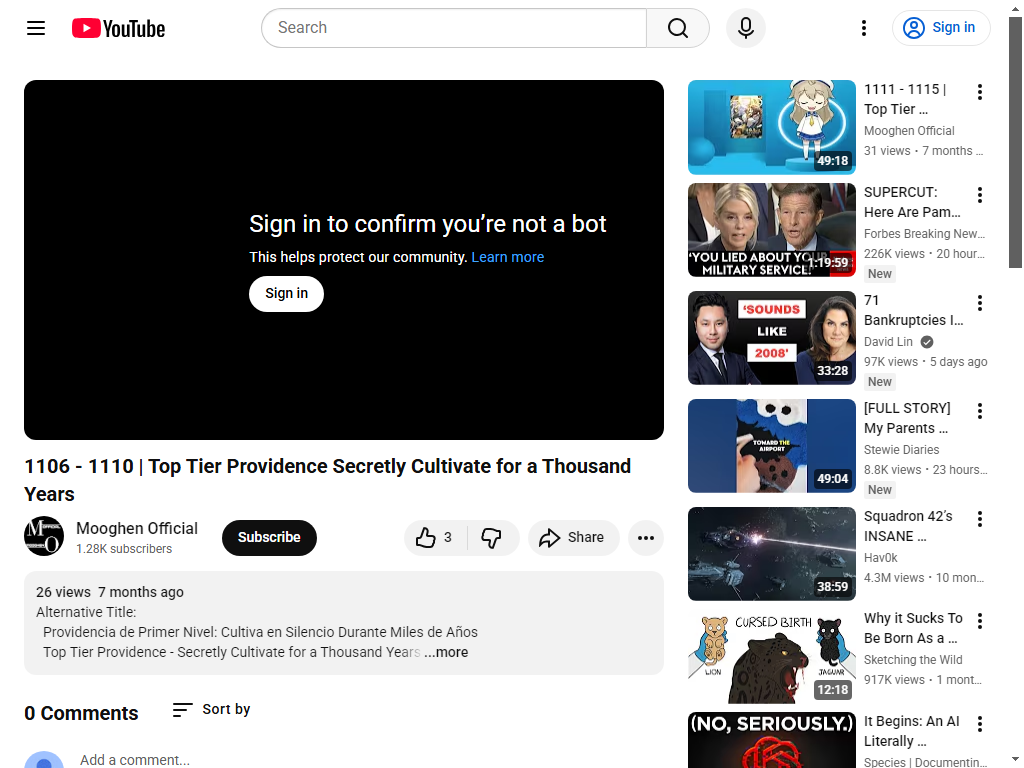 YouTube
Search
Sign in
Sign in to confirm you’re not a bot
This helps protect our community. Learn more
Sign in
1106 - 1110 | Top Tier Providence Secretly Cultivate for a Thousand
Years
Mooghen Official
1.28K subscribers
Subscribe
3
Share
26 views 7 months ago
Alternative Title:
Providencia de Primer Nivel: Cultiva en Silencio Durante Miles de Años
Top Tier Providence - Secretly Cultivate for a Thousand Years ...more
0 Comments
Sort by
Add a comment...
49:18
1111 - 1115 |
Top Tier ...
Mooghen Official
31 views • 7 months ...
‘YOU LIED ABOUT YOUR
MILITARY SERVICE!’
1:19:59
SUPERCUT:
Here Are Pam...
Forbes Breaking New...
226K views • 20 hour...
New
‘SOUNDS
LIKE
2008’
33:28
71
Bankruptcies I...
David Lin
97K views • 5 days ago
New
TOWARD THE
AIRPORT
49:04
[FULL STORY]
My Parents ...
Stewie Diaries
8.8K views • 23 hours...
New
38:59
Squadron 42’s
INSANE ...
Hav0k
4.3M views • 10 mon...
CURSED BIRTH
LION
JAGUAR
12:18
Why it Sucks To
Be Born As a ...
Sketching the Wild
917K views • 1 mont...
(NO, SERIOUSLY.)
It Begins: An AI
Literally ...
Species | Documentin...